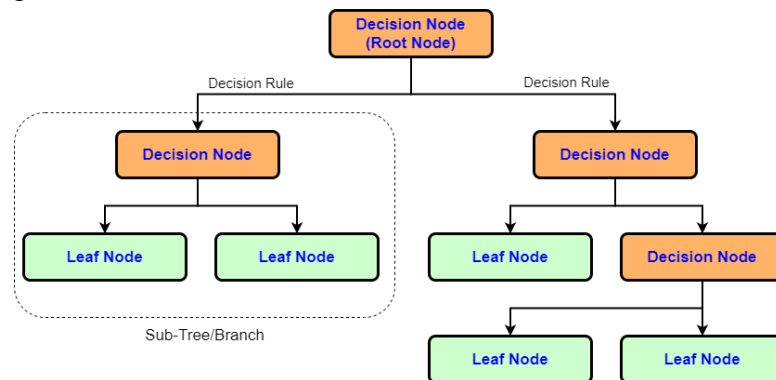 g
Decision Node
(Root Node)
Decision Rule
Decision Rule
Decision Node
Decision Node
Leaf Node
Leaf Node
Leaf Node
Decision Node
Sub-Tree/Branch
Leaf Node
Leaf Node